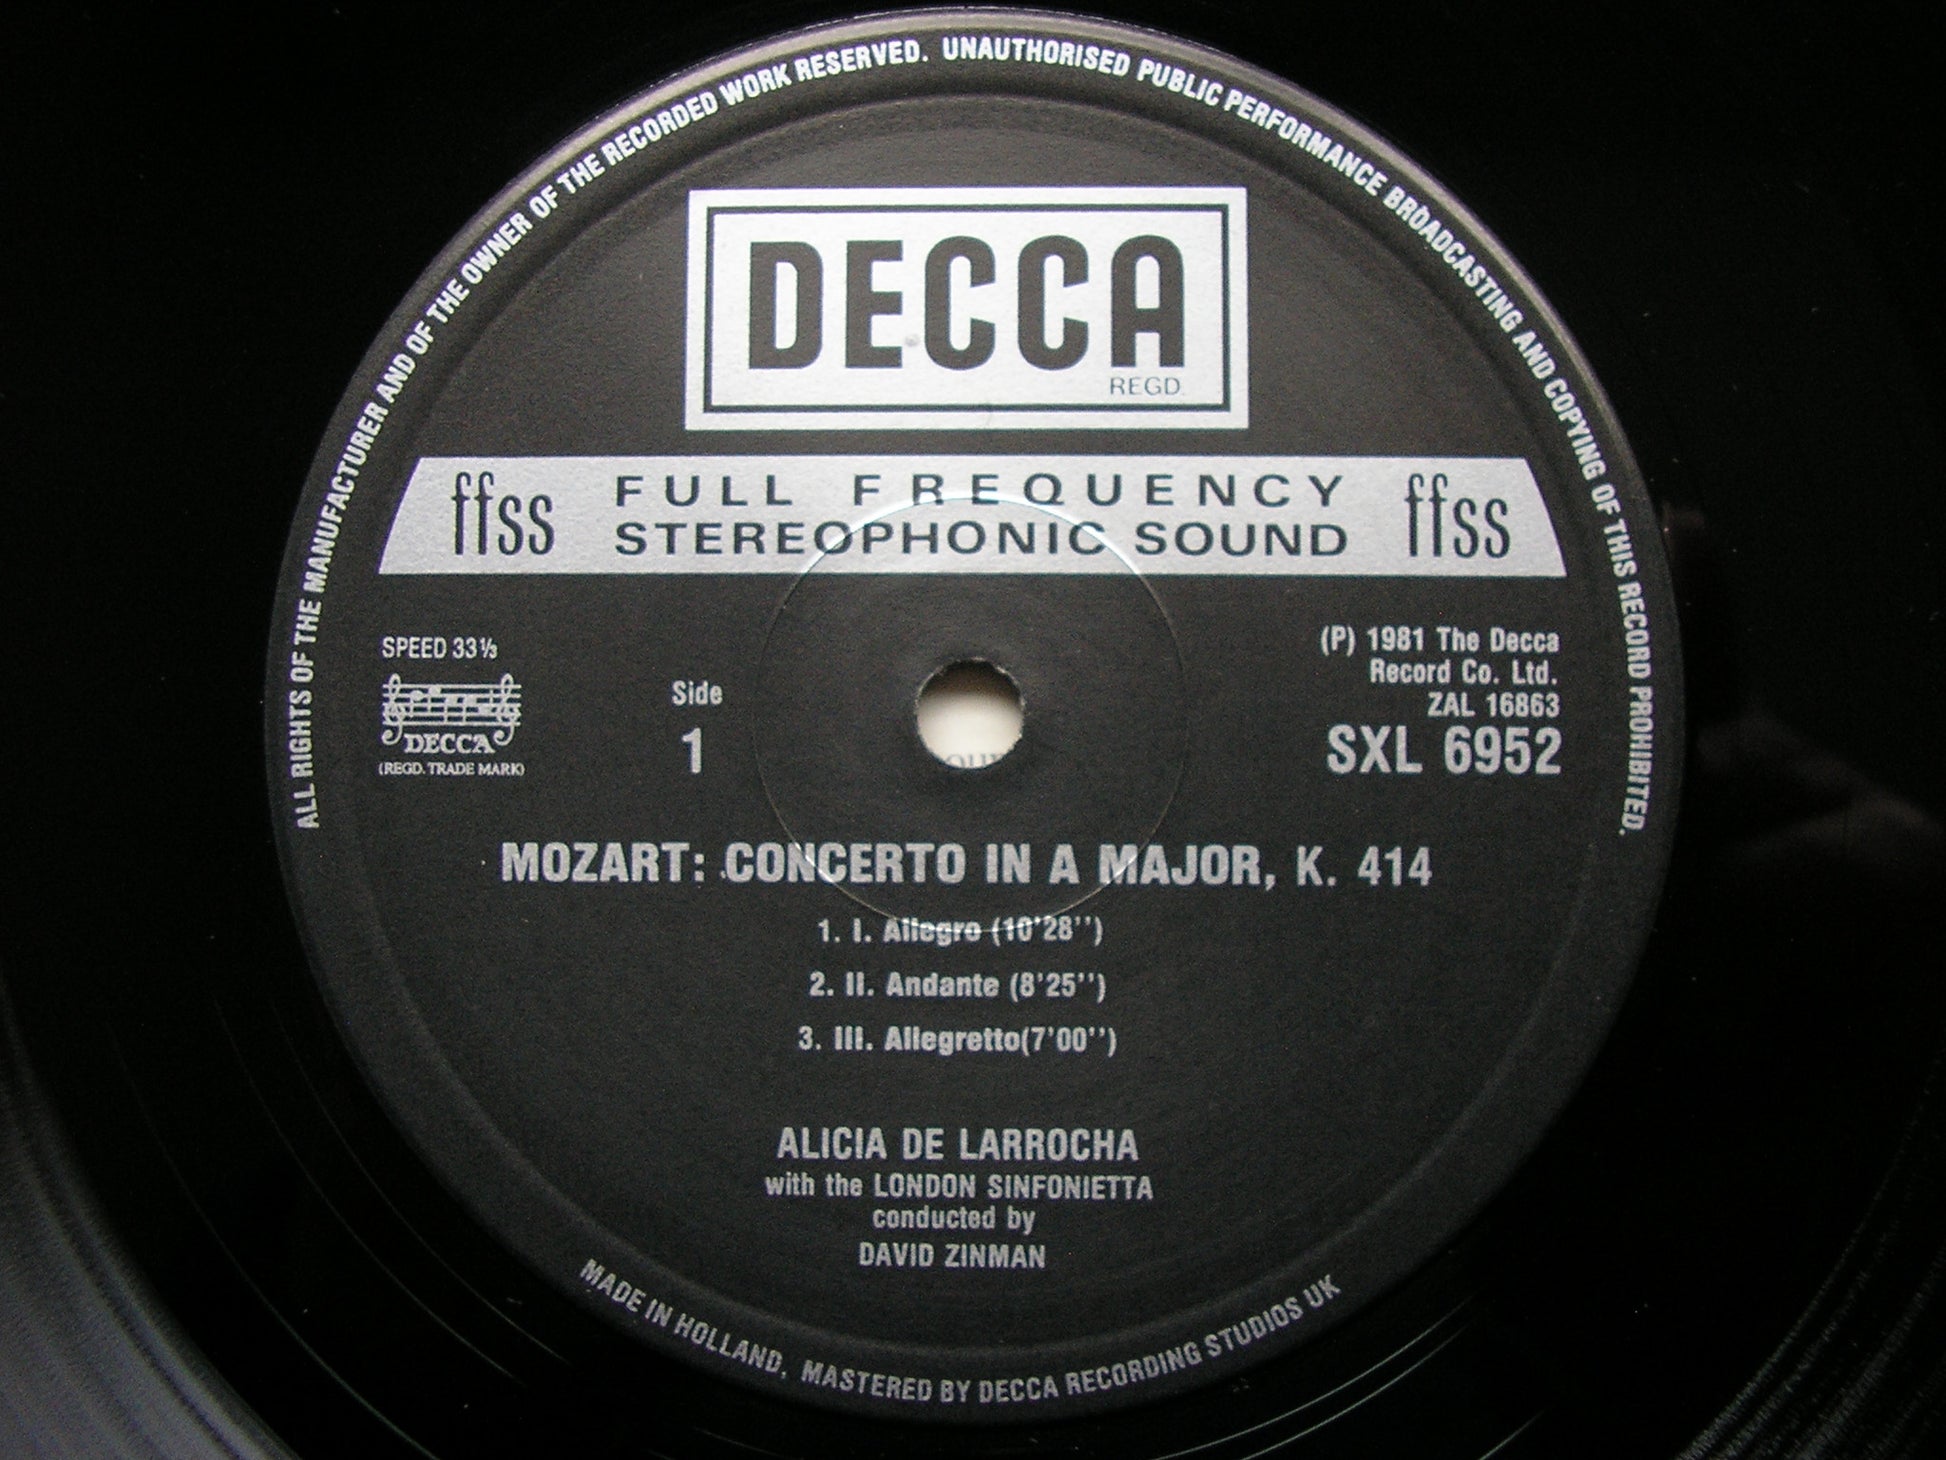 ALL RIGHTS OF THE MANUFACTURER AND OF THE OWNER OF THE RECORDED WORK RESERVED. UNAUTHORISED PUBLIC PERFORMANCE BROADCASTING AND COPYING OF THIS RECORD PROHIBITED.
DECCA
REGD.
ffss FULL FREQUENCY ffss
STEREOPHONIC SOUND
SPEED 33⅓
DECCA
(REGD. TRADE MARK)
Side
1
(P) 1981 The Decca
Record Co. Ltd.
ZAL 16863
SXL 6952
MOZART: CONCERTO IN A MAJOR, K. 414
1. I. Allegro (10'28'')
2. II. Andante (8'25'')
3. III. Allegretto(7'00'')
ALICIA DE LARROCHA
with the LONDON SINFONIETTA
conducted by
DAVID ZINMAN
MADE IN HOLLAND, MASTERED BY DECCA RECORDING STUDIOS UK